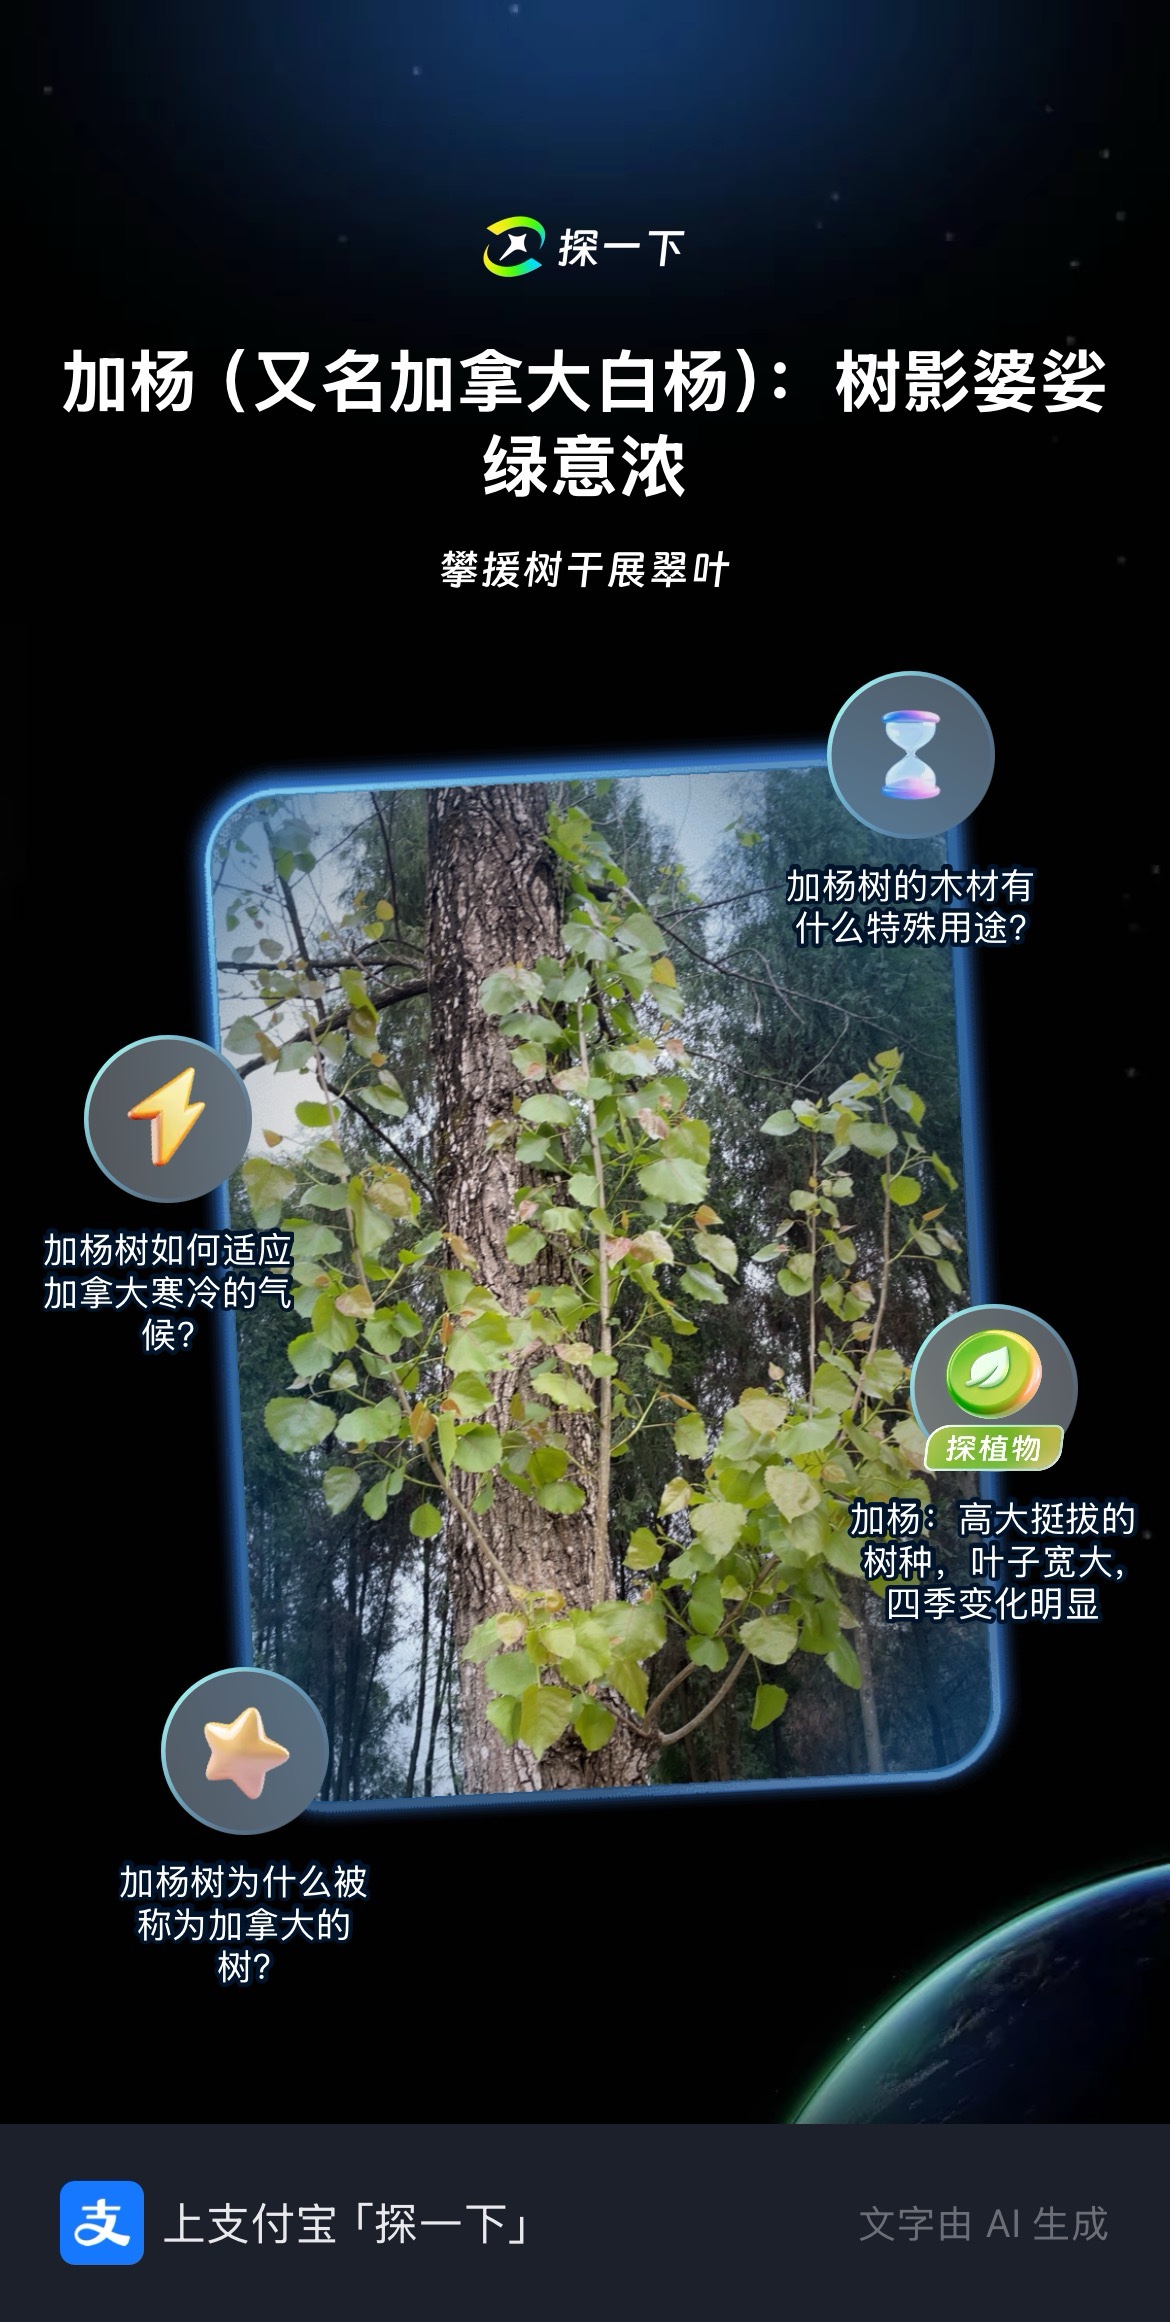 探一下
加杨（又名加拿大白杨）：树影婆娑
绿意浓
攀援树干展翠叶
加杨树的木材有
什么特殊用途？
加杨树如何适应
加拿大寒冷的气
候？
探植物
加杨：高大挺拔的
树种，叶子宽大，
四季变化明显
加杨树为什么被
称为加拿大的
树？
支
上支付宝「探一下」
文字由 AI 生成